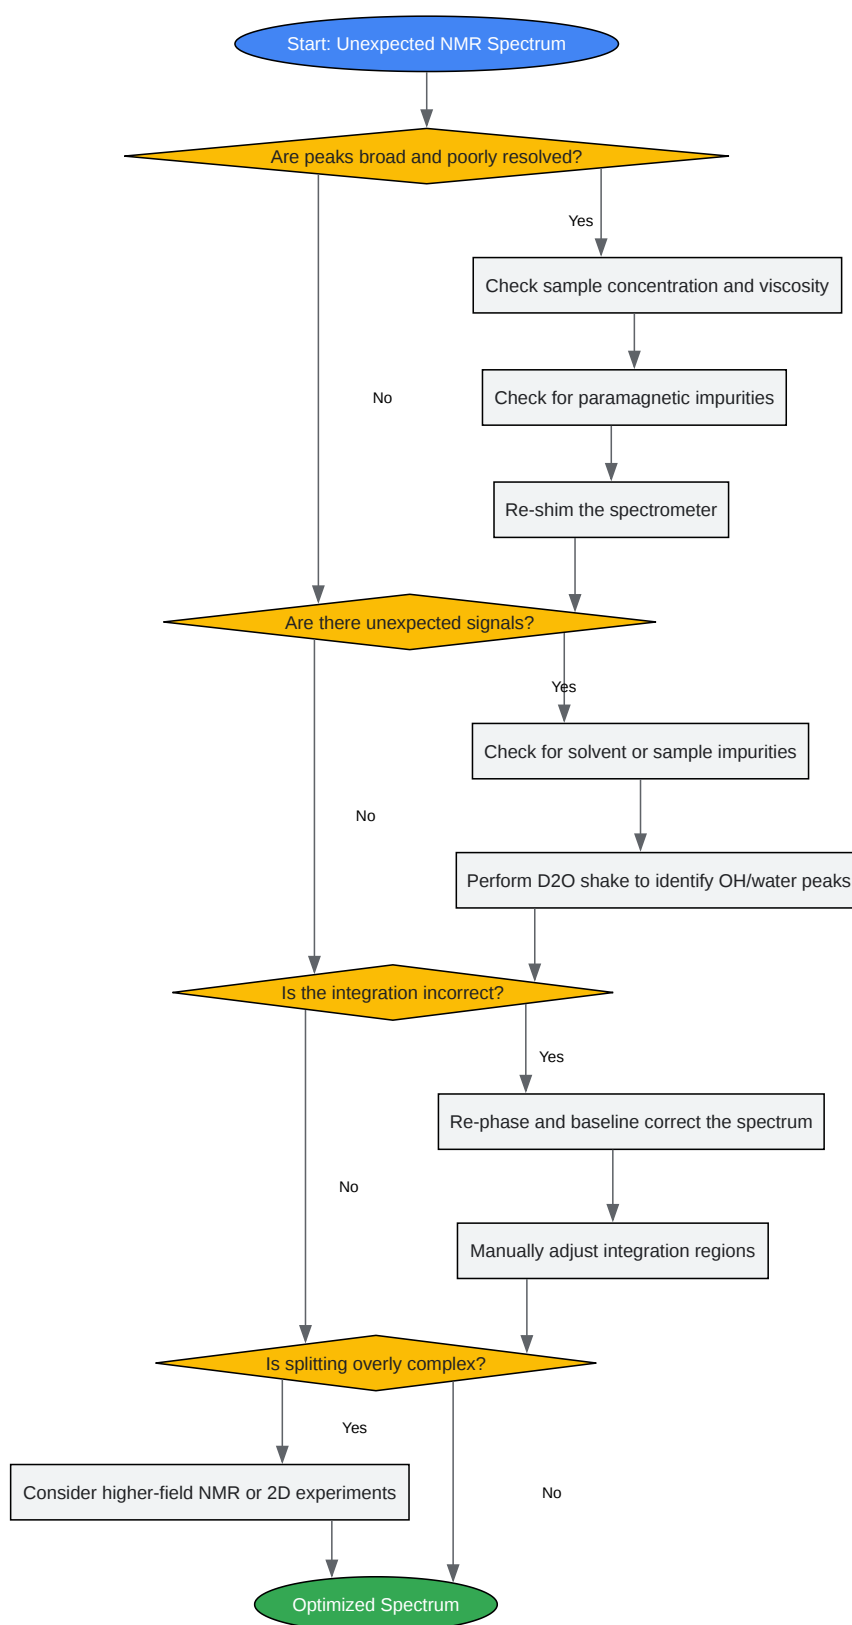 Start: Unexpected NMR Spectrum
Are peaks broad and poorly resolved?
Yes
Check sample concentration and viscosity
No
Check for paramagnetic impurities
Re-shim the spectrometer
Are there unexpected signals?
Yes
Check for solvent or sample impurities
No
Perform D2O shake to identify OH/water peaks
Is the integration incorrect?
Yes
Re-phase and baseline correct the spectrum
No
Manually adjust integration regions
Is splitting overly complex?
Yes
Consider higher-field NMR or 2D experiments
No
Optimized Spectrum